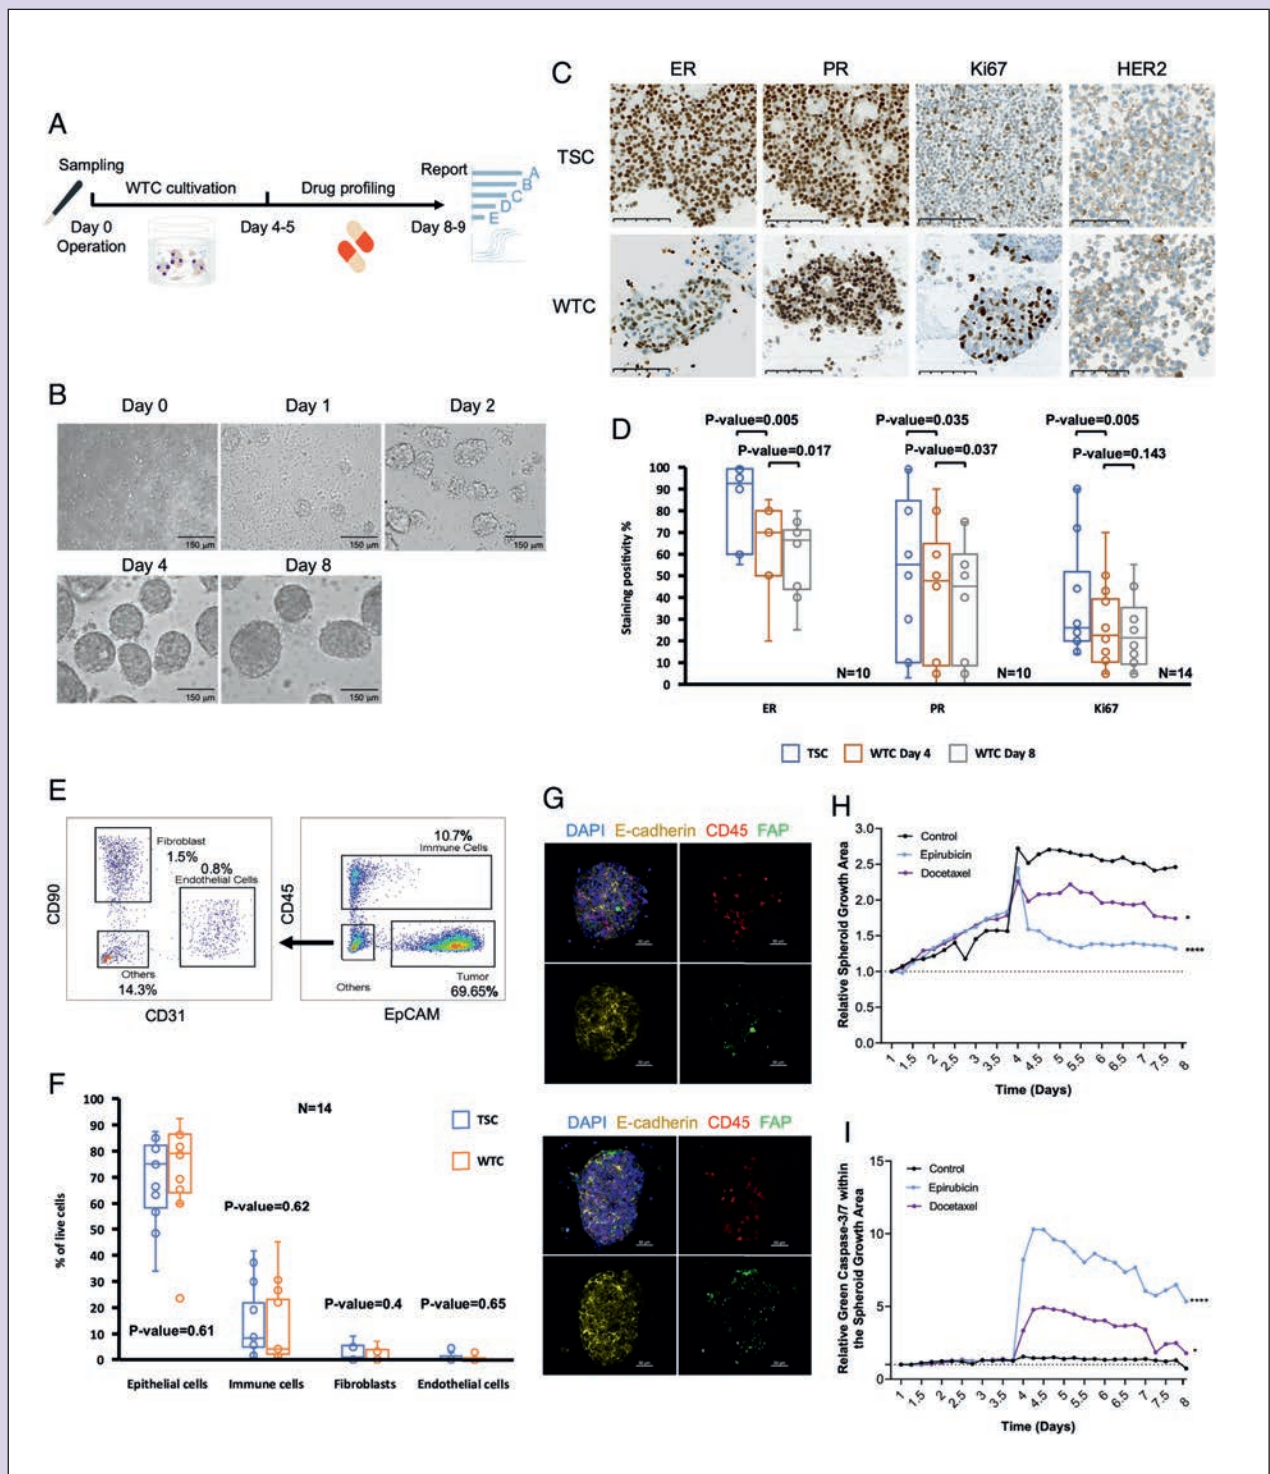 A
Sampling
WTC cultivation
Drug profiling
Report
A
B
C
D
E
Day 0
Operation
Day 4-5
Day 8-9
B
Day 0
Day 1
Day 2
150 µm
150 µm
150 µm
Day 4
Day 8
150 µm
150 µm
C
ER
PR
Ki67
HER2
TSC
WTC
D
P-value=0.005
P-value=0.017
P-value=0.035
P-value=0.037
P-value=0.005
P-value=0.143
Staining positivity %
100
90
80
70
60
50
40
30
20
10
0
N=10
N=10
N=14
ER
PR
Ki67
TSC
WTC Day 4
WTC Day 8
E
Fibroblast
1.5%
0.8%
Endothelial Cells
CD90
Others
14.3%
CD31
10.7%
Immune Cells
CD45
Others
Tumor
69.65%
EpCAM
F
N=14
TSC
WTC
% of live cells
100
90
80
70
60
50
40
30
20
10
0
P-value=0.61
P-value=0.62
P-value=0.4
P-value=0.65
Epithelial cells
Immune cells
Fibroblasts
Endothelial cells
G
DAPI E-cadherin CD45 FAP
DAPI E-cadherin CD45 FAP
H
Relative Spheroid Growth Area
3.0
2.5
2.0
1.5
1.0
0.5
0.0
Control
Epirubicin
Docetaxel
*
****
1
1.5
2
2.5
3
3.5
4
4.5
5
5.5
6
6.5
7
7.5
8
Time (Days)
I
Relative Green Caspase-3/7 within
the Spheroid Growth Area
15
10
5
0
Control
Epirubicin
Docetaxel
****
*
1
1.5
2
2.5
3
3.5
4
4.5
5
5.5
6
6.5
7
7.5
8
Time (Days)